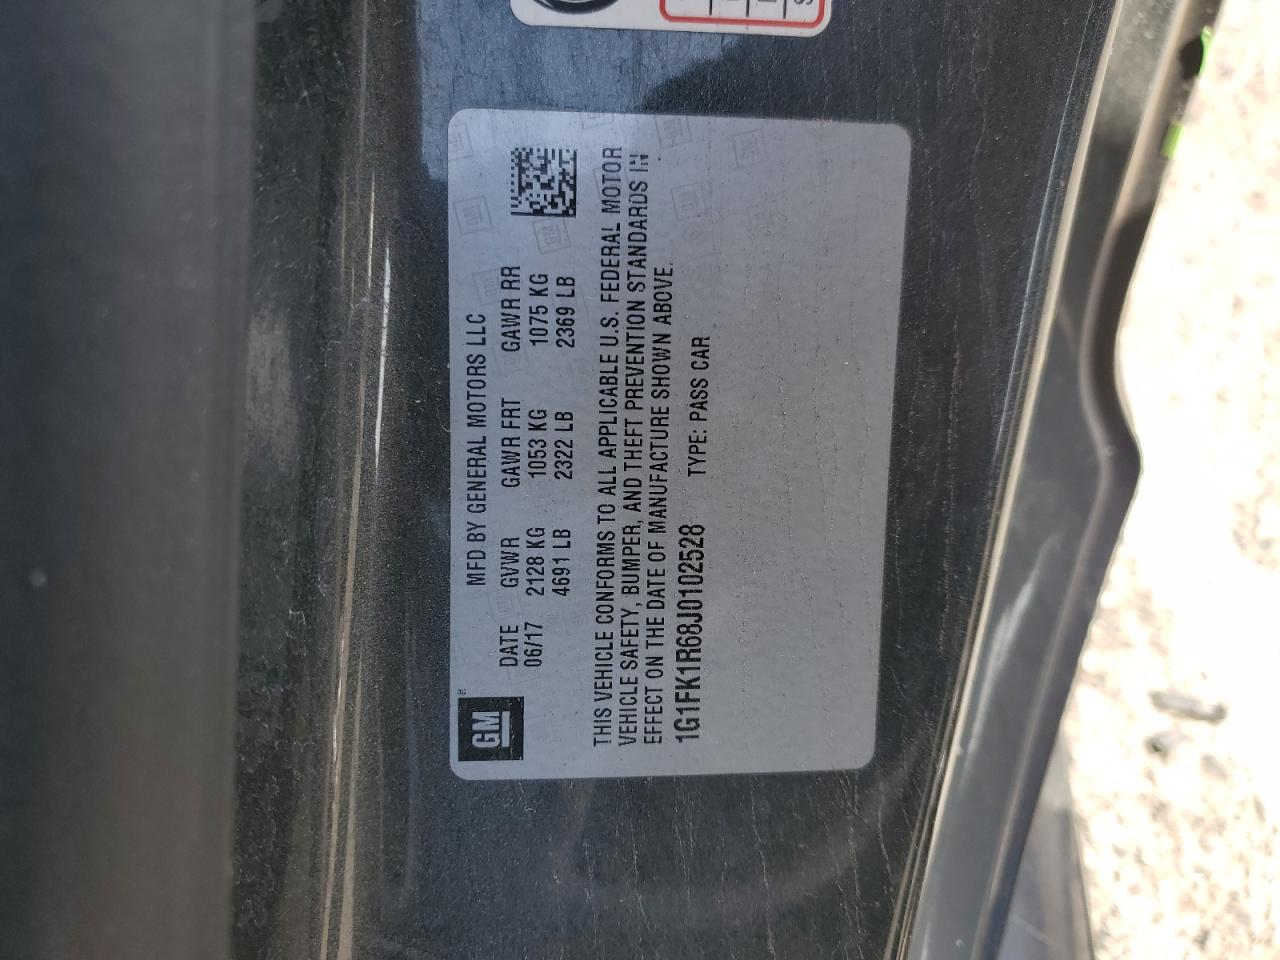 GM ®
MFD BY GENERAL MOTORS LLC
DATE GVWR GAWR FRT GAWR RR
06/17 2128 KG 1053 KG 1075 KG
4691 LB 2322 LB 2369 LB
THIS VEHICLE CONFORMS TO ALL APPLICABLE U.S. FEDERAL MOTOR
VEHICLE SAFETY, BUMPER, AND THEFT PREVENTION STANDARDS IN
EFFECT ON THE DATE OF MANUFACTURE SHOWN ABOVE.
1G1FK1R68J0102528 TYPE: PASS CAR